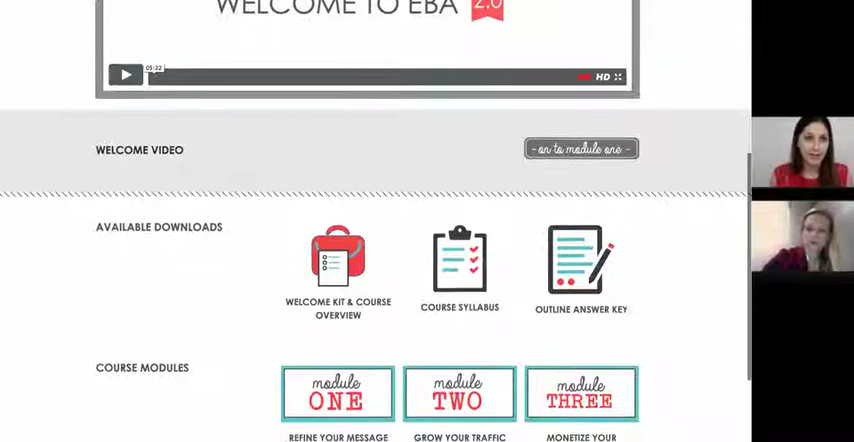 WELCOME TO EBA 2.0
05:22
HD
WELCOME VIDEO
- on to module one -
AVAILABLE DOWNLOADS
WELCOME KIT & COURSE
OVERVIEW
COURSE SYLLABUS
OUTLINE ANSWER KEY
COURSE MODULES
module
ONE
module
TWO
module
THREE
REFINE YOUR MESSAGE
GROW YOUR TRAFFIC
MONETIZE YOUR